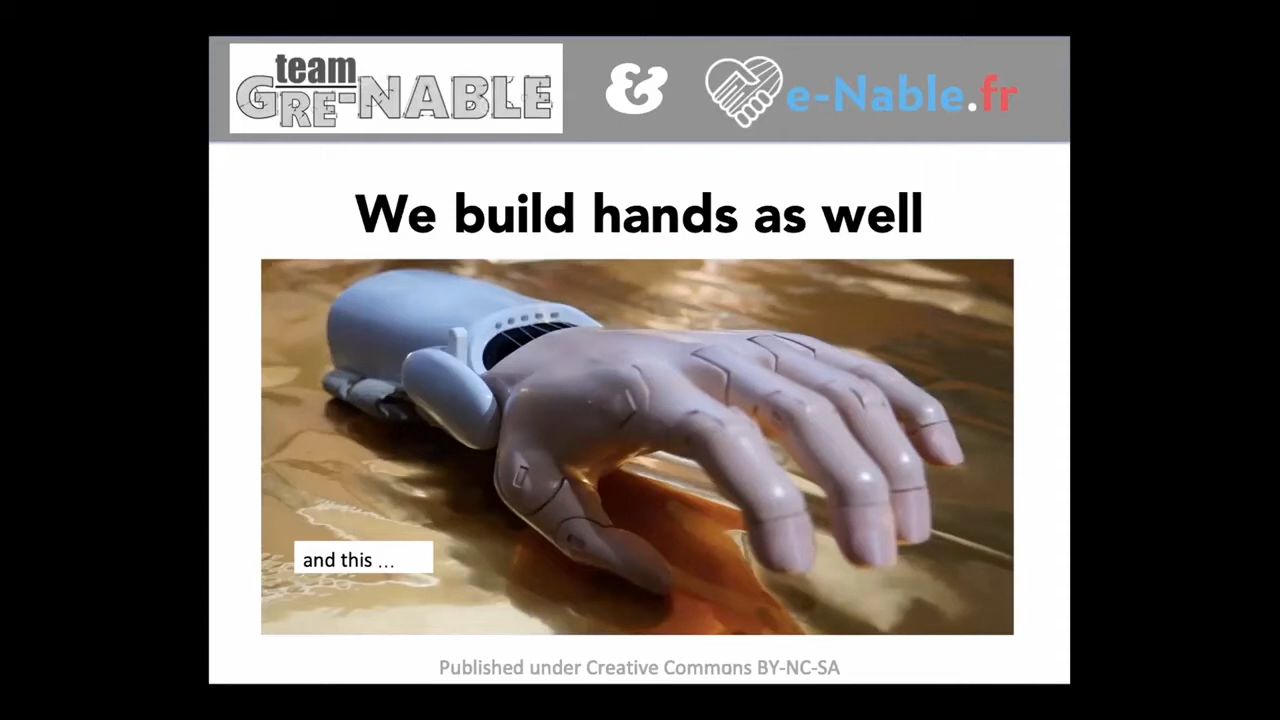 team
GRE-NABLE
&
e-Nable.fr
We build hands as well
and this ...
Published under Creative Commons BY-NC-SA